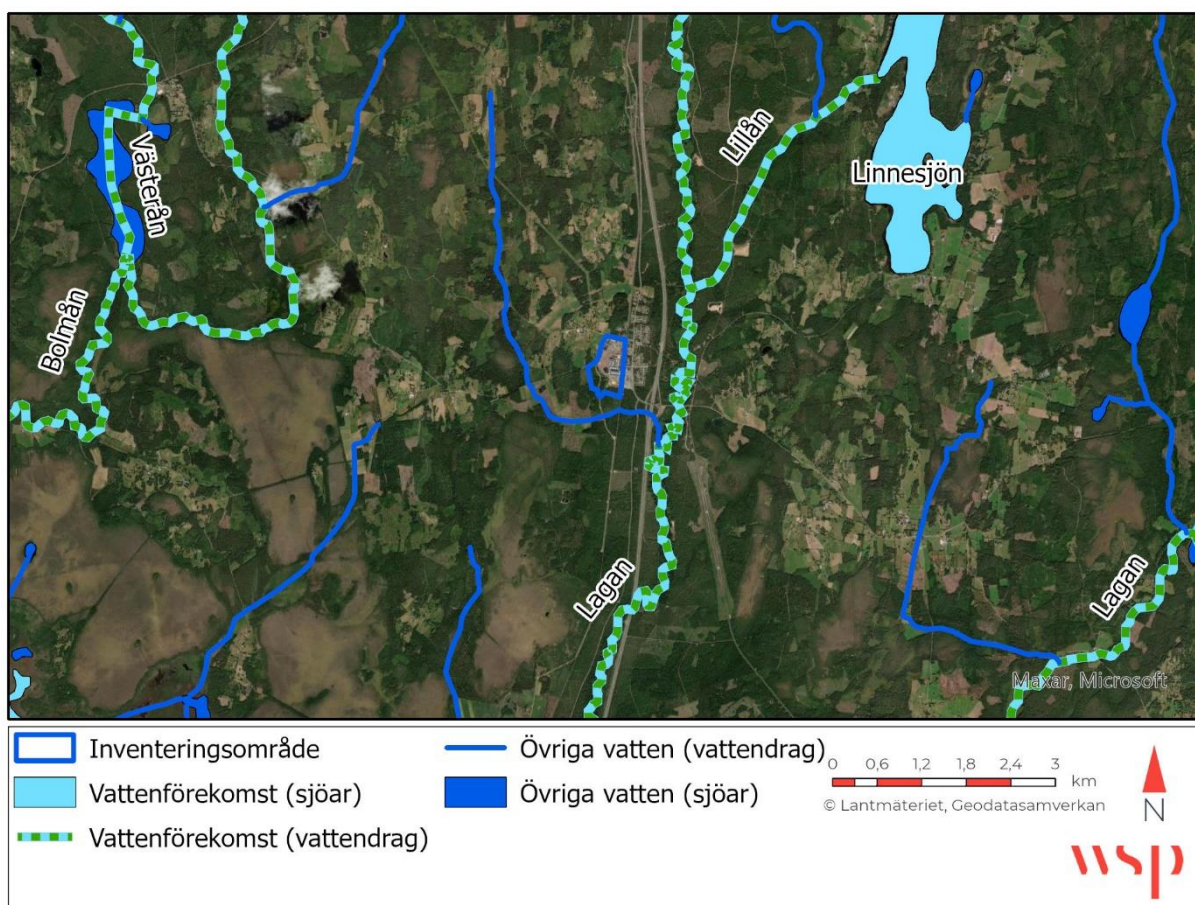 Västerån
Bolmån
Lillån
Linnesjön
Lagan
Lagan
Maxar, Microsoft
Inventeringsområde
Vattenförekomst (sjöar)
Vattenförekomst (vattendrag)
Övriga vatten (vattendrag)
Övriga vatten (sjöar)
0 0,6 1,2 1,8 2,4 3
km
© Lantmäteriet, Geodatasamverkan
N
wsp